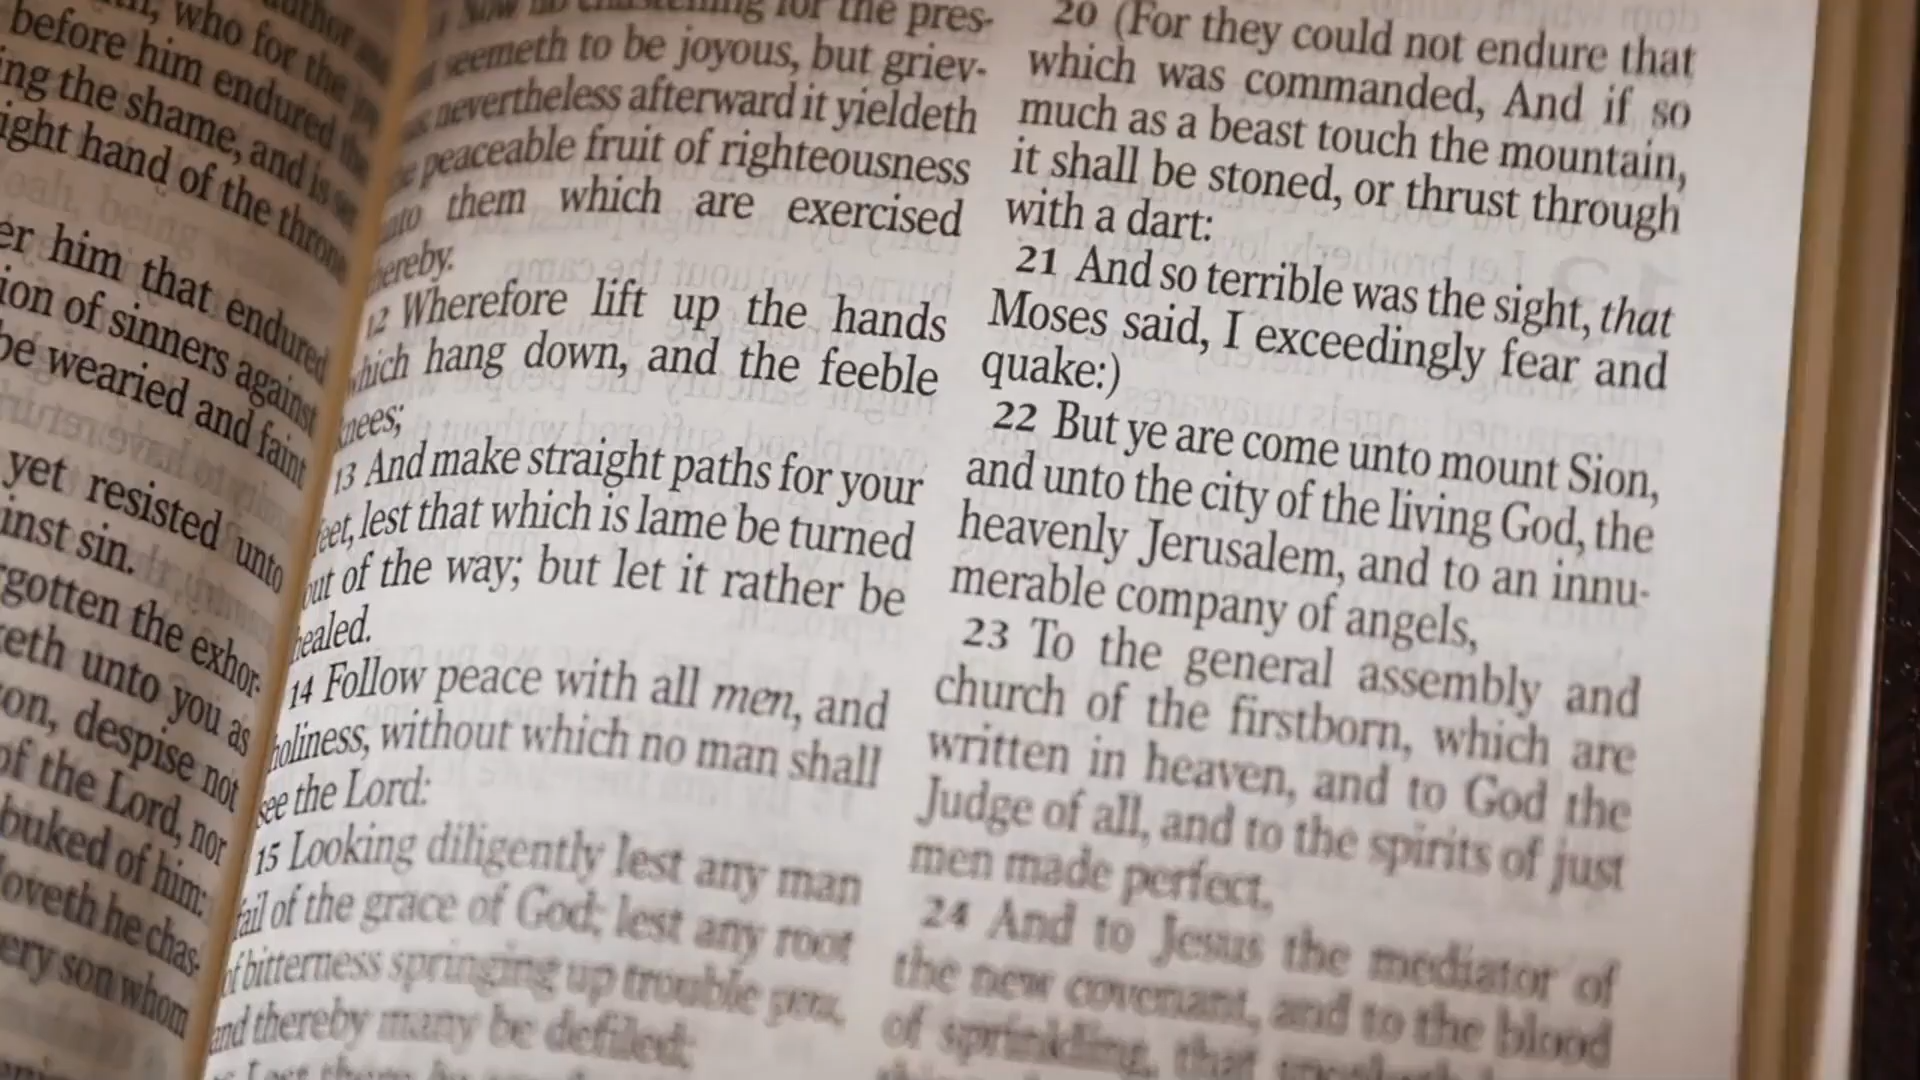 who for the
before him endured the
ing the shame, and is set
ight hand of the throne
er him that endured
ion of sinners against
be wearied and faint
yet resisted unto
inst sin.
gotten the exhor-
eth unto you as
on, despise not
of the Lord, nor
buked of him:
loveth he chas-
ery son whom
for the pres-
seemeth to be joyous, but griev-
nevertheless afterward it yieldeth
peaceable fruit of righteousness
them which are exercised
hereby.
12 Wherefore lift up the hands
which hang down, and the feeble
knees;
13 And make straight paths for your
feet, lest that which is lame be turned
out of the way; but let it rather be
healed.
14 Follow peace with all men, and
holiness, without which no man shall
see the Lord:
15 Looking diligently lest any man
fail of the grace of God; lest any root
of bitterness springing up trouble you,
and thereby many be defiled;
20 (For they could not endure that
which was commanded, And if so
much as a beast touch the mountain,
it shall be stoned, or thrust through
with a dart:
21 And so terrible was the sight, that
Moses said, I exceedingly fear and
quake:)
22 But ye are come unto mount Sion,
and unto the city of the living God, the
heavenly Jerusalem, and to an innu-
merable company of angels,
23 To the general assembly and
church of the firstborn, which are
written in heaven, and to God the
Judge of all, and to the spirits of just
men made perfect,
24 And to Jesus the mediator of
the new covenant, and to the blood
of sprinkling, that